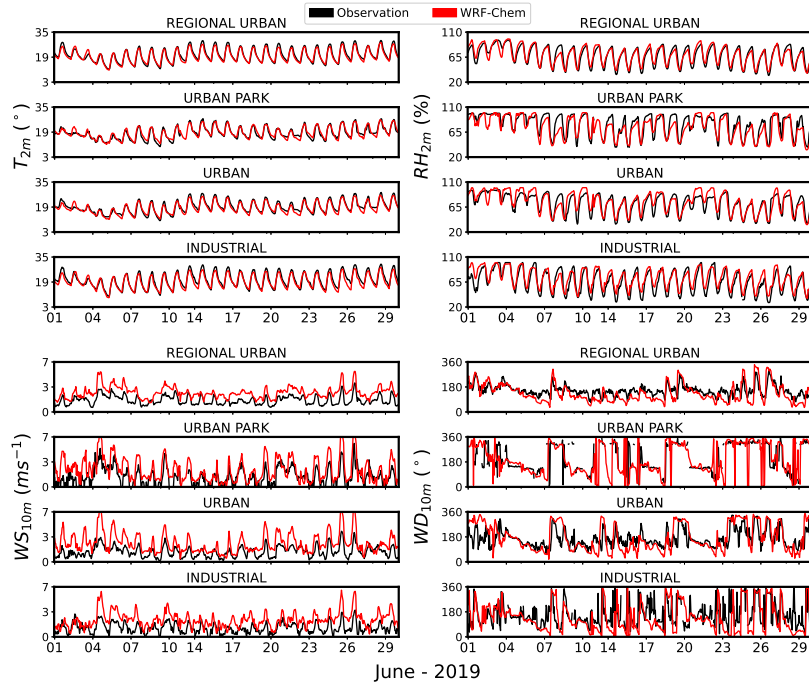 Observation WRF-Chem
REGIONAL URBAN REGIONAL URBAN
35 19 3
110 65 20
URBAN PARK URBAN PARK
35 19 3
110 65 20
T2m (°)
RH2m (%)
URBAN URBAN
35 19 3
110 65 20
INDUSTRIAL INDUSTRIAL
35 19 3
110 65 20
01 04 07 10 14 17 20 23 26 29
01 04 07 10 14 17 20 23 26 29
REGIONAL URBAN REGIONAL URBAN
7 3 0
360 180 0
URBAN PARK URBAN PARK
7 3 0
360 180 0
WS10m (ms−1)
WD10m (°)
URBAN URBAN
7 3 0
360 180 0
INDUSTRIAL INDUSTRIAL
7 3 0
360 180 0
01 04 07 10 14 17 20 23 26 29
01 04 07 10 14 17 20 23 26 29
June - 2019